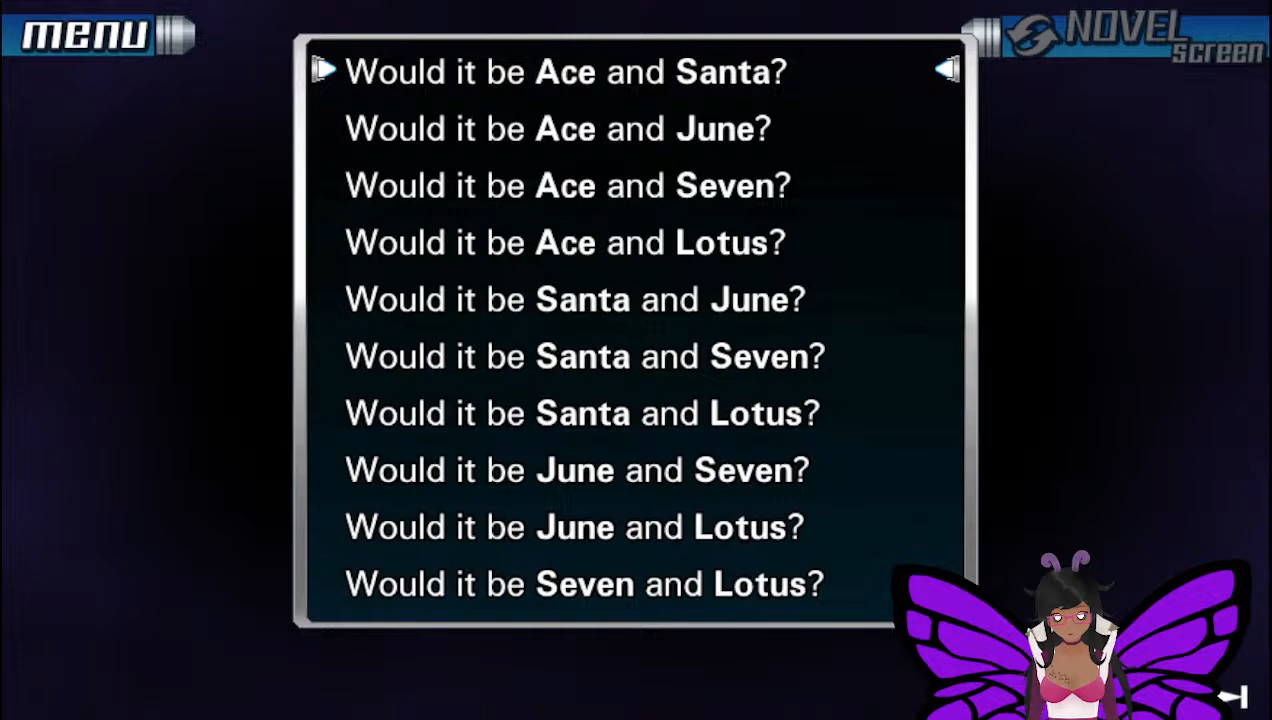 menu
NOVEL
screen
Would it be Ace and Santa?
Would it be Ace and June?
Would it be Ace and Seven?
Would it be Ace and Lotus?
Would it be Santa and June?
Would it be Santa and Seven?
Would it be Santa and Lotus?
Would it be June and Seven?
Would it be June and Lotus?
Would it be Seven and Lotus?